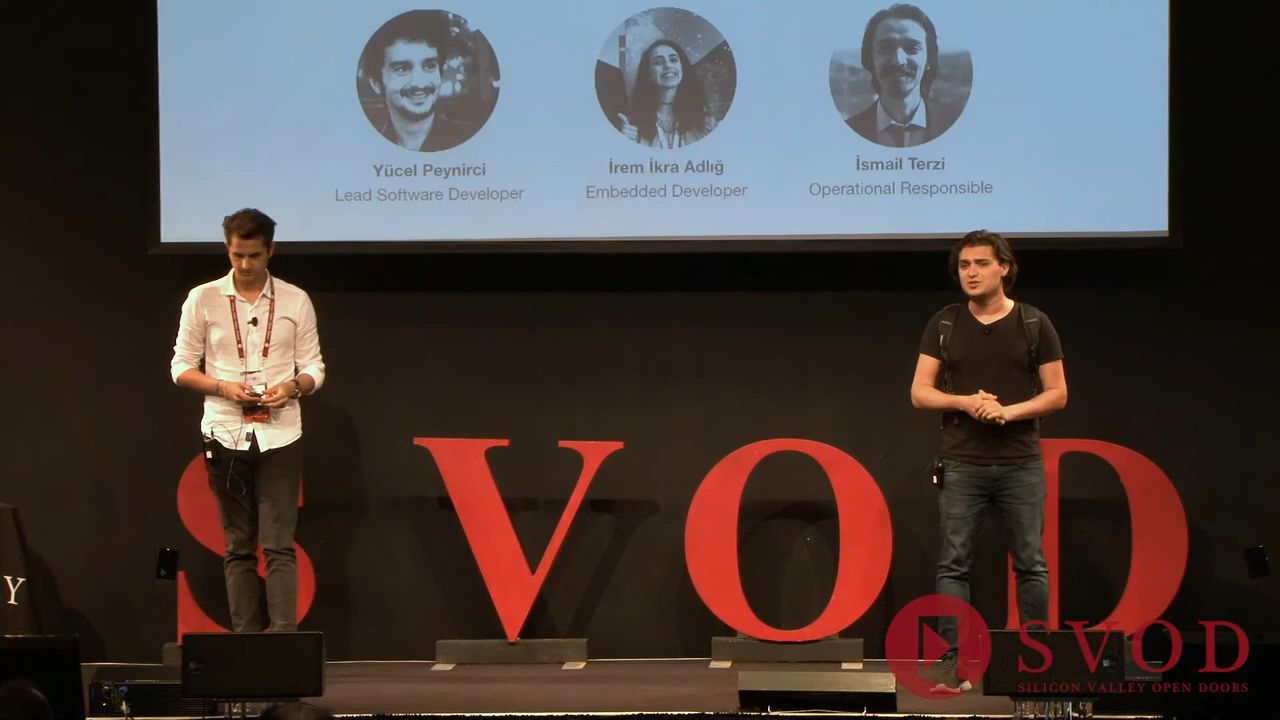 Yücel Peynirci
Lead Software Developer
İrem İkra Adlığ
Embedded Developer
İsmail Terzi
Operational Responsible
S V O D
Y
SVOD
SILICON VALLEY OPEN DOORS